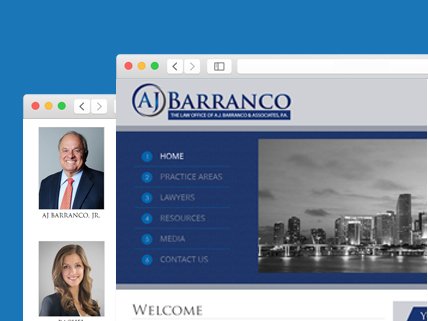 AJ BARRANCO
THE LAW OFFICE OF A.J. BARRANCO & ASSOCIATES, P.A.
AJ BARRANCO, JR.
1 HOME
2 PRACTICE AREAS
3 LAWYERS
4 RESOURCES
5 MEDIA
6 CONTACT US
WELCOME